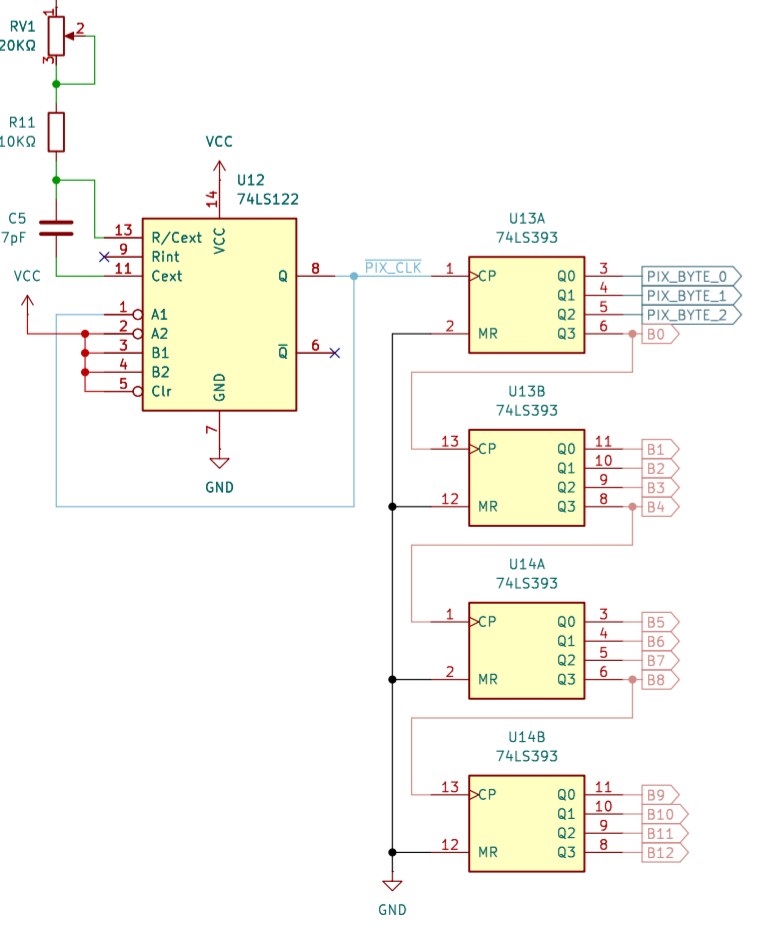 1
RV1
2
20KΩ
3
R11
10KΩ
VCC
U12
74LS122
14
C5
7pF
13
R/Cext
VCC
9
Rint
11
Cext
Q
8
PIX_CLK
VCC
1
A1
2
A2
3
B1
Q
6
4
B2
5
Clr
GND
7
GND
U13A
74LS393
1
CP
Q0
3
PIX_BYTE_0
Q1
4
PIX_BYTE_1
Q2
5
PIX_BYTE_2
2
MR
Q3
6
B0
U13B
74LS393
13
CP
Q0
11
B1
Q1
10
B2
Q2
9
B3
12
MR
Q3
8
B4
U14A
74LS393
1
CP
Q0
3
B5
Q1
4
B6
Q2
5
B7
2
MR
Q3
6
B8
U14B
74LS393
13
CP
Q0
11
B9
Q1
10
B10
Q2
9
B11
12
MR
Q3
8
B12
GND